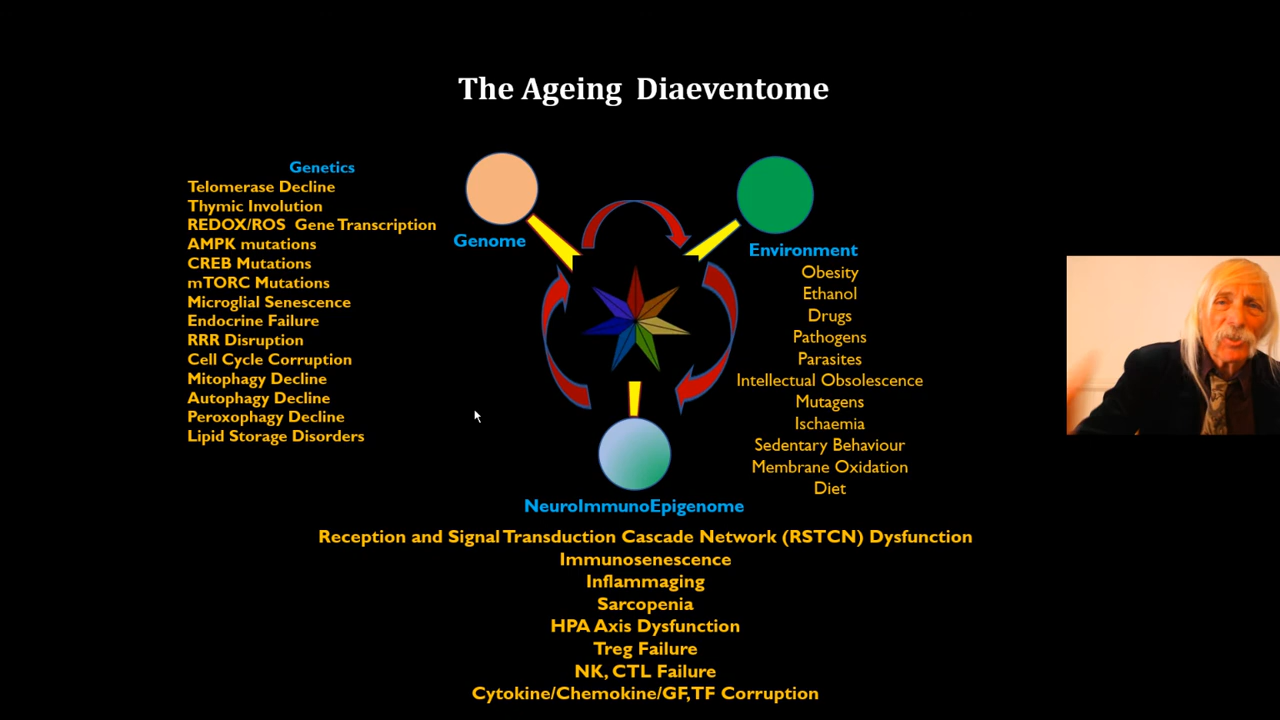 The Ageing Diaeventome
Genetics
Telomerase Decline
Thymic Involution
REDOX/ROS Gene Transcription
AMPK mutations
CREB Mutations
mTORC Mutations
Microglial Senescence
Endocrine Failure
RRR Disruption
Cell Cycle Corruption
Mitophagy Decline
Autophagy Decline
Peroxophagy Decline
Lipid Storage Disorders
Genome
Environment
Obesity
Ethanol
Drugs
Pathogens
Parasites
Intellectual Obsolescence
Mutagens
Ischaemia
Sedentary Behaviour
Membrane Oxidation
Diet
NeuroImmunoEpigenome
Reception and Signal Transduction Cascade Network (RSTCN) Dysfunction
Immunosenescence
Inflammaging
Sarcopenia
HPA Axis Dysfunction
Treg Failure
NK, CTL Failure
Cytokine/Chemokine/GF,TF Corruption